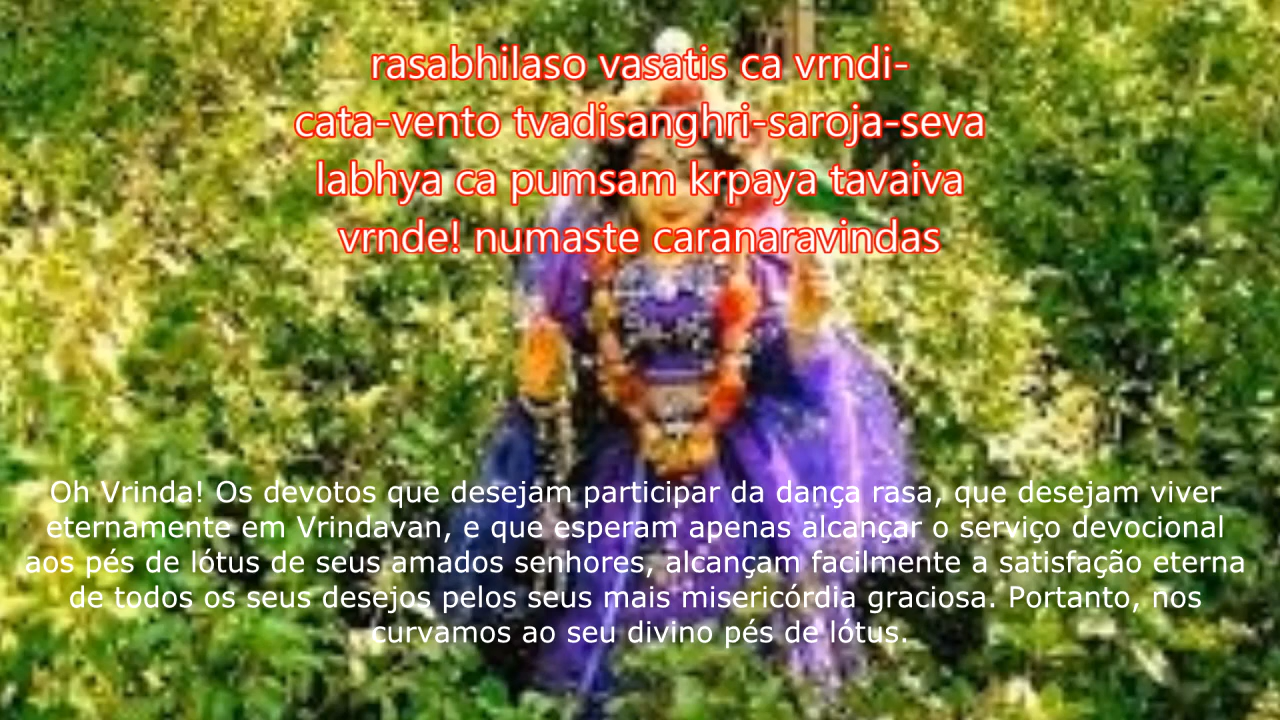 rasabhilaso vasatis ca vrndi-
cata-vento tvadisanghri-saroja-seva
labhya ca pumsam krpaya tavaiva
vrnde! numaste caranaravindas
Oh Vrinda! Os devotos que desejam participar da dança rasa, que desejam viver
eternamente em Vrindavan, e que esperam apenas alcançar o serviço devocional
aos pés de lótus de seus amados senhores, alcançam facilmente a satisfação eterna
de todos os seus desejos pelos seus mais misericórdia graciosa. Portanto, nos
curvamos ao seu divino pés de lótus.